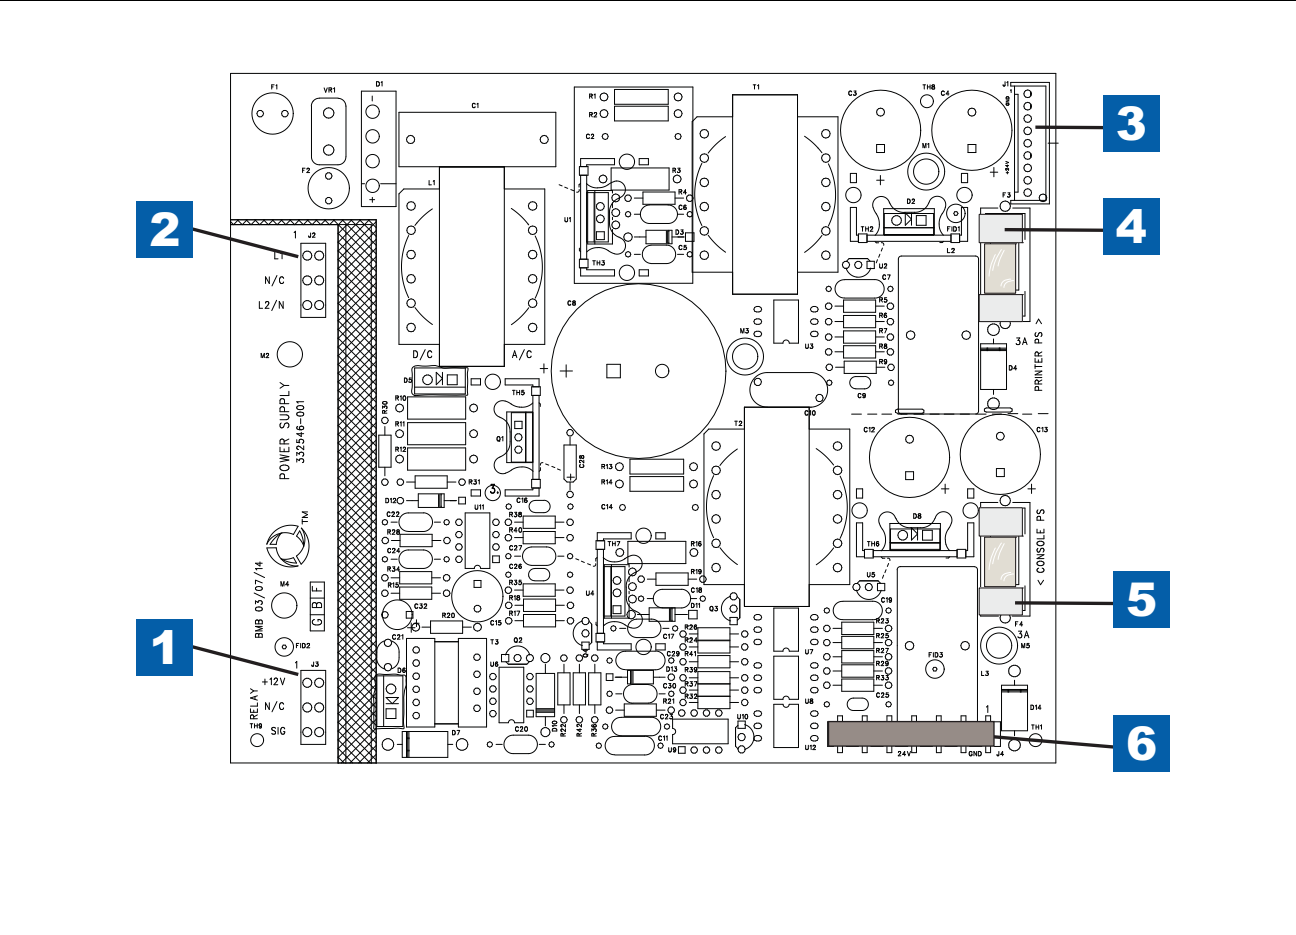 F1
VR1
D1
C1
R1
R2
C2
T1
C3
TH8
C4
J1
GND
3
M1
+24V
F2
L1
R3
R4
C6
U1
D3
C5
TH3
D2
TH2
FID1
F3
4
2
1 J2
L1
N/C
L2/N
U2
L2
C7
R5
R6
R7
R8
R9
C9
U3
C8
M3
M2
D/C
A/C
3A
D4
PRINTER PS >
D5
TH5
R10
R11
R12
R30
Q1
C28
C10
T2
C12
C13
POWER SUPPLY
332546-001
R13
R14
R31
D12
3.
C16
C14
C22
U11
R38
R28
R40
C24
C27
C26
R34
R15
R35
R18
R17
C32
R20
C15
TM
BMB 03/07/14
M4
G B F
TH7
R16
R19
C18
U4
D11
Q3
C17
D8
TH6
U5
C19
< CONSOLE PS
5
1
FID2
C21
1 J3
+12V
N/C
SIG
RELAY
TH9
D6
T3
Q2
U6
D10
R22
R42
R36
D7
C20
R26
R24
C29
R41
D13
R39
C30
R37
R21
R32
C23
C11
U9
U10
U7
U8
U12
R23
R25
R27
R29
R33
C25
FID3
F4
3A
M5
L3
D14
TH1
1
24V
GND
J4
6